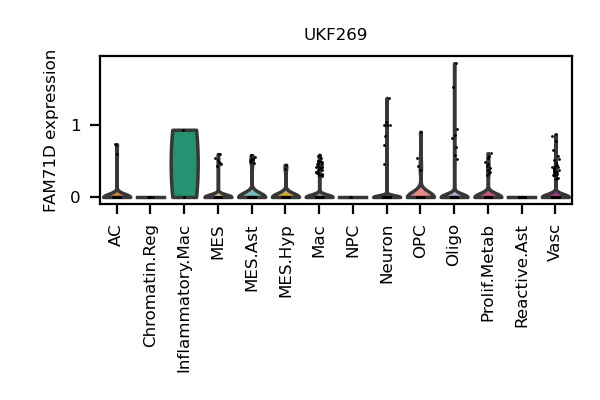 UKF269
FAM71D expression
1
0
AC
Chromatin.Reg
Inflammatory.Mac
MES
MES.Ast
MES.Hyp
Mac
NPC
Neuron
OPC
Oligo
Prolif.Metab
Reactive.Ast
Vasc